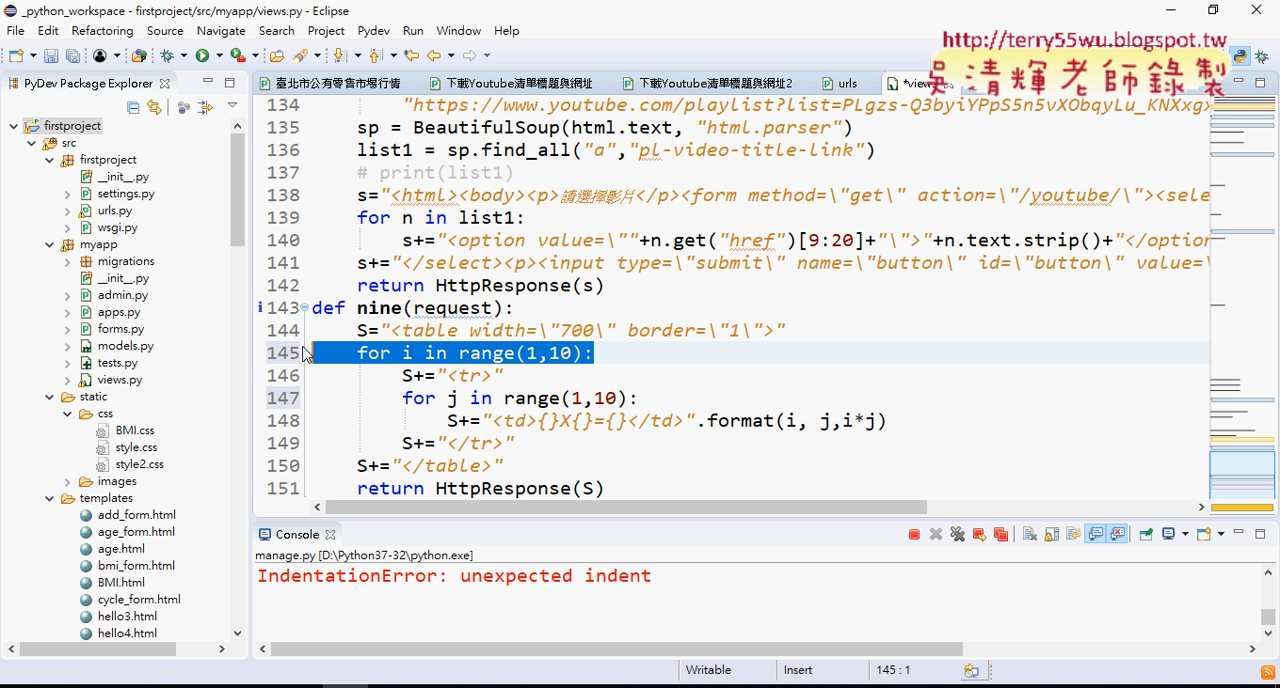 _python_workspace - firstproject/src/myapp/views.py - Eclipse
File Edit Refactoring Source Navigate Search Project Pydev Run Window Help
http://terry55wu.blogspot.tw
吳清輝老師錄製
PyDev Package Explorer
臺北市公有零售市場行情
下載Youtube清單標題與網址
下載Youtube清單標題與網址2
urls
firstproject
src
firstproject
__init__.py
settings.py
urls.py
wsgi.py
myapp
migrations
__init__.py
admin.py
apps.py
forms.py
models.py
tests.py
views.py
static
css
BMI.css
style.css
style2.css
images
templates
add_form.html
age_form.html
age.html
bmi_form.html
BMI.html
cycle_form.html
hello3.html
hello4.html
134 "https://www.youtube.com/playlist?list=PLgzs-Q3byiYPpS5n5vXObqyLu_KNXxg>
135 sp = BeautifulSoup(html.text, "html.parser")
136 list1 = sp.find_all("a","pl-video-title-link")
137 # print(list1)
138 s="<html><body><p>請選擇影片</p><form method=\"get\" action=\"/youtube/\"><sele
139 for n in list1:
140 s+="<option value=\""+n.get("href")[9:20]+"\">"+n.text.strip()+"</option
141 s+="</select><p><input type=\"submit\" name=\"button\" id=\"button\" value=\
142 return HttpResponse(s)
143 def nine(request):
144 S="<table width=\"700\" border=\"1\">"
145 for i in range(1,10):
146 S+="<tr>"
147 for j in range(1,10):
148 S+="<td>{}X{}={}</td>".format(i, j,i*j)
149 S+="</tr>"
150 S+="</table>"
151 return HttpResponse(S)
Console
manage.py [D:\Python37-32\python.exe]
IndentationError: unexpected indent
Writable Insert 145 : 1